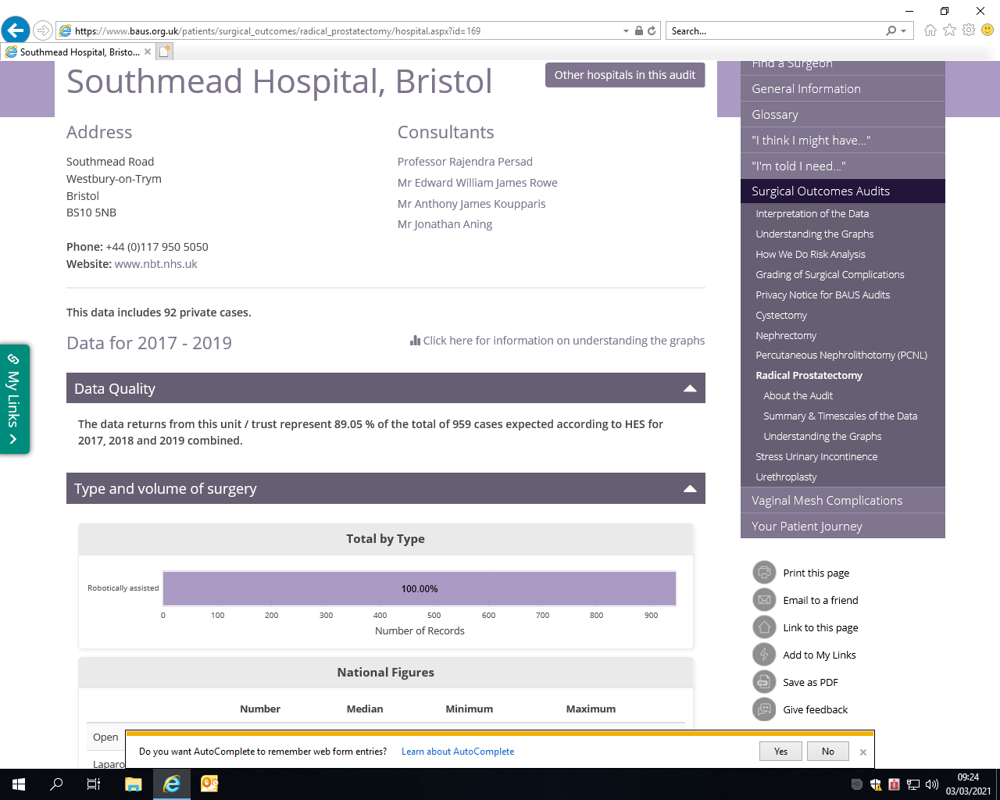 https://www.baus.org.uk/patients/surgical_outcomes/radical_prostatectomy/hospital.aspx?id=169
Search...
Southmead Hospital, Bristo...
Southmead Hospital, Bristol
Other hospitals in this audit
Address
Southmead Road
Westbury-on-Trym
Bristol
BS10 5NB
Phone: +44 (0)117 950 5050
Website: www.nbt.nhs.uk
Consultants
Professor Rajendra Persad
Mr Edward William James Rowe
Mr Anthony James Koupparis
Mr Jonathan Aning
This data includes 92 private cases.
Data for 2017 - 2019
Click here for information on understanding the graphs
My Links
Data Quality
The data returns from this unit / trust represent 89.05 % of the total of 959 cases expected according to HES for
2017, 2018 and 2019 combined.
Type and volume of surgery
Total by Type
Robotically assisted
100.00%
0 100 200 300 400 500 600 700 800 900
Number of Records
National Figures
Number Median Minimum Maximum
Open
Laparo
Find a Surgeon
General Information
Glossary
"I think I might have..."
"I'm told I need..."
Surgical Outcomes Audits
Interpretation of the Data
Understanding the Graphs
How We Do Risk Analysis
Grading of Surgical Complications
Privacy Notice for BAUS Audits
Cystectomy
Nephrectomy
Percutaneous Nephrolithotomy (PCNL)
Radical Prostatectomy
About the Audit
Summary & Timescales of the Data
Understanding the Graphs
Stress Urinary Incontinence
Urethroplasty
Vaginal Mesh Complications
Your Patient Journey
Print this page
Email to a friend
Link to this page
Add to My Links
Save as PDF
Give feedback
Do you want AutoComplete to remember web form entries? Learn about AutoComplete Yes No
09:24
03/03/2021